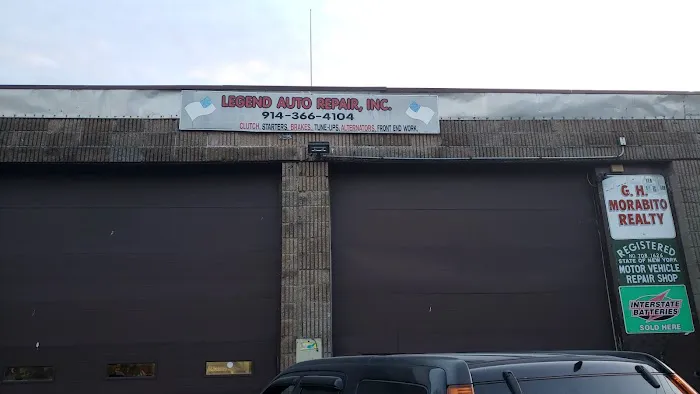 LEGEND AUTO REPAIR, INC.
914-366-4104
CLUTCH, STARTERS, BRAKES, TUNE-UPS, ALTERNATORS, FRONT END WORK.
G. H.
MORABITO
REALTY
REGISTERED
STATE OF NEW YORK
MOTOR VEHICLE
REPAIR SHOP
INTERSTATE
BATTERIES
SOLD HERE